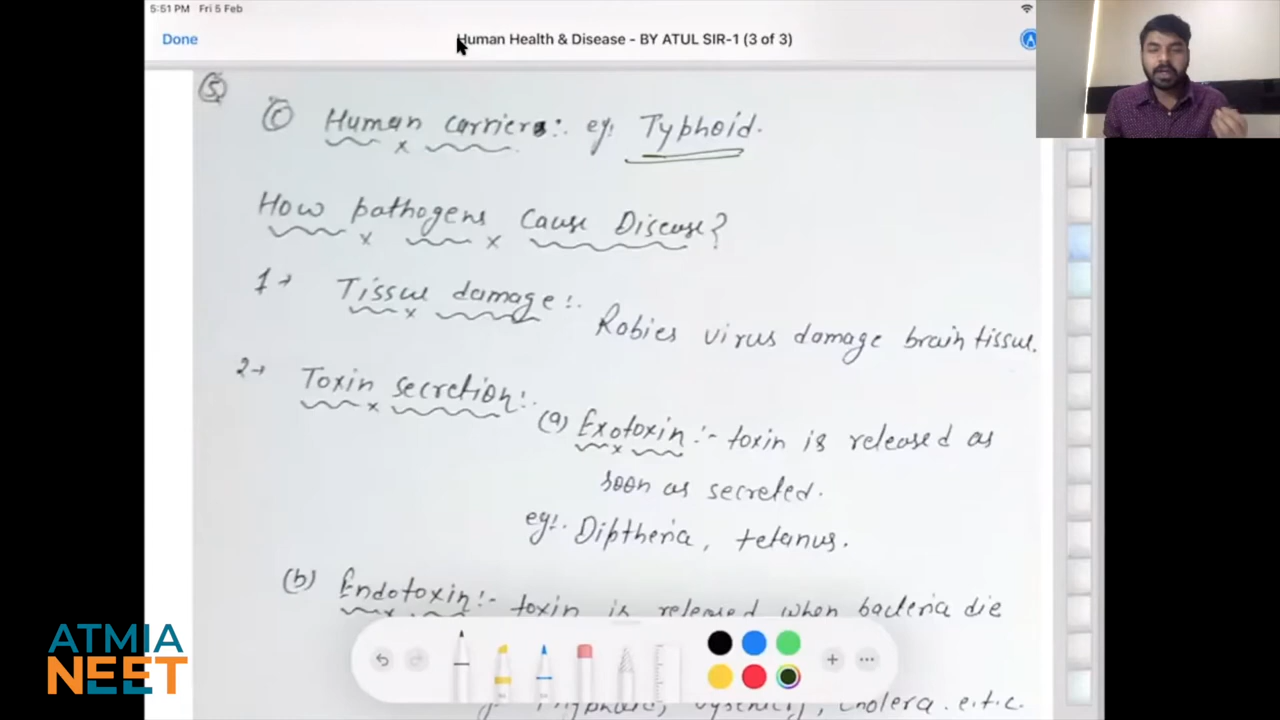 5:51 PM Fri 5 Feb
Done
Human Health & Disease - BY ATUL SIR-1 (3 of 3)
5
(C) Human carriers:. eg: Typhoid.
How pathogens cause Disease?
1→ Tissue damage:. Rabies virus damage brain tissue.
2→ Toxin secretion:.
(a) Exotoxin:- toxin is released as
soon as secreted.
eg:. Diptheria, tetanus.
(b) Endotoxin:- toxin is released when bacteria die
cholera. e.t.c.
ATMIA
NEET